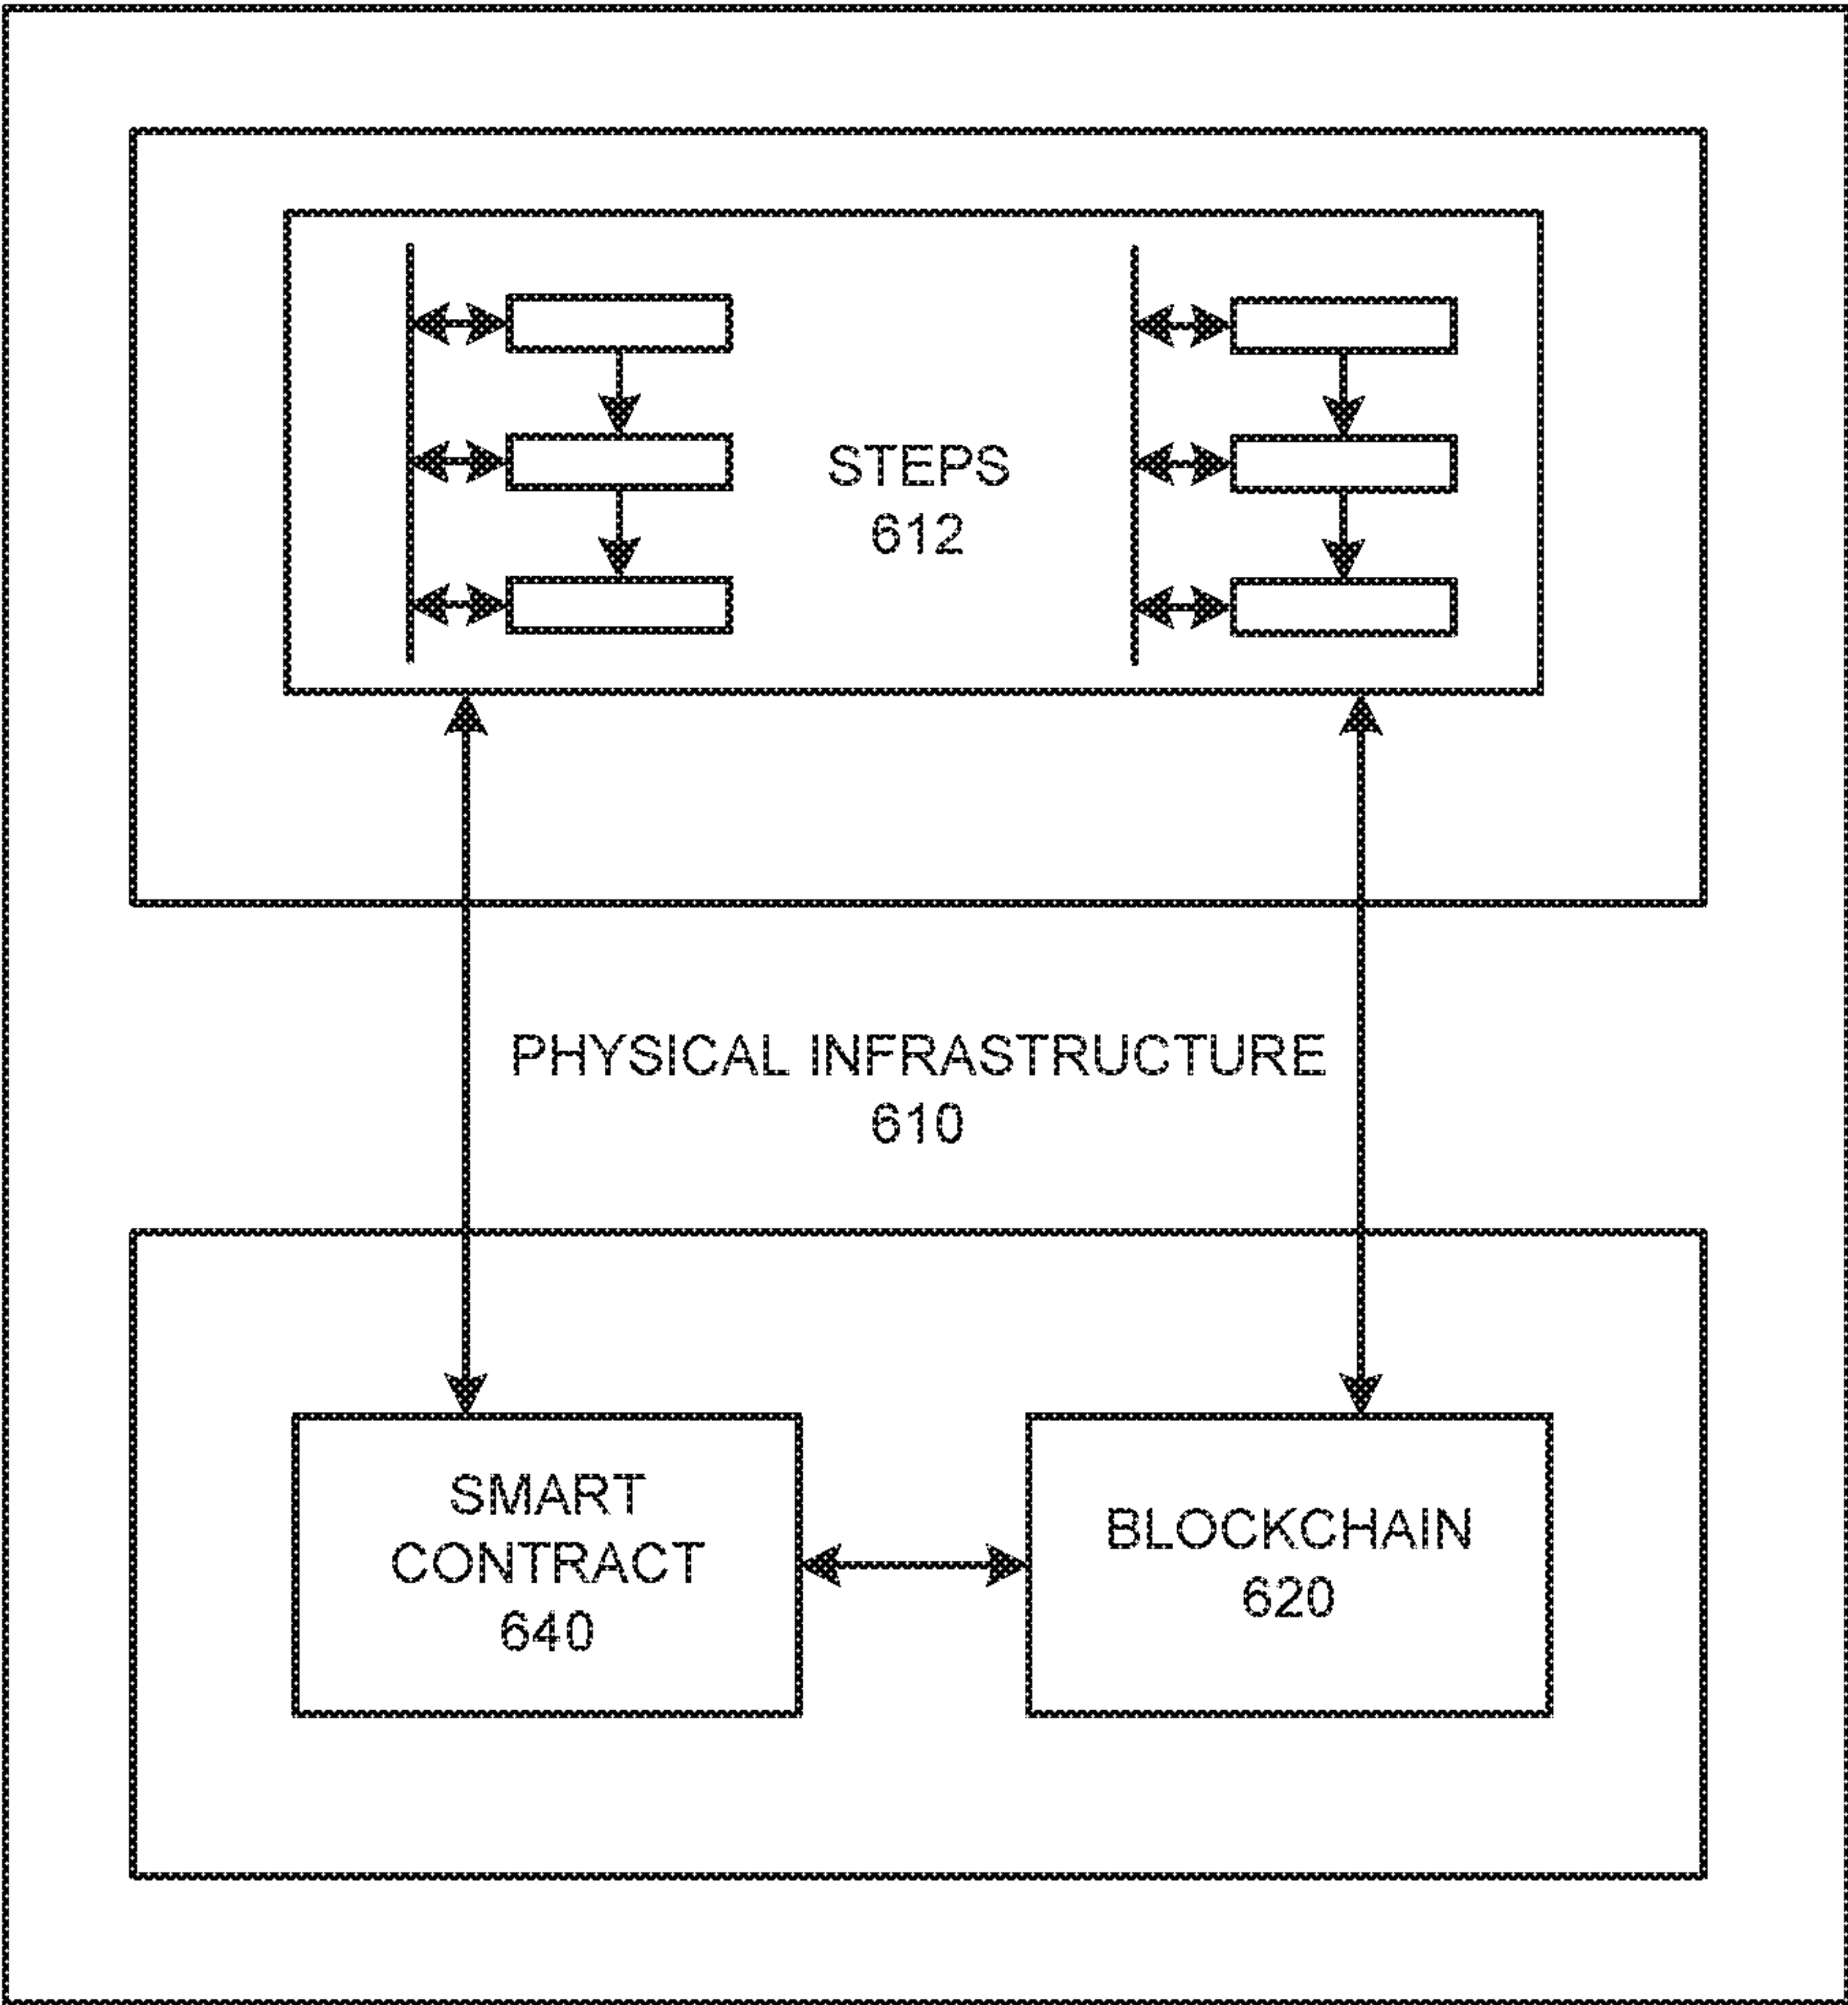 STEPS
612
PHYSICAL INFRASTRUCTURE
610
SMART
CONTRACT
640
BLOCKCHAIN
620